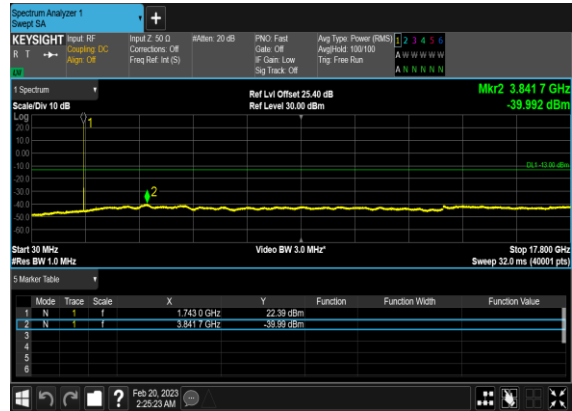 Spectrum Analyzer 1
Swept SA
+
KEYSIGHT Input: RF Input Z: 50 Ω #Atten: 20 dB PNO: Fast Avg Type: Power (RMS) 1 2 3 4 5 6
R T Coupling: DC Corrections: Off Gate: Off Avg|Hold: 100/100 A W W W W W
Align: Off Freq Ref: Int (S) IF Gain: Low Trig: Free Run
LXI Sig Track: Off A N N N N N
1 Spectrum Ref Lvl Offset 25.40 dB Mkr2 3.841 7 GHz
Scale/Div 10 dB Ref Level 30.00 dBm -39.992 dBm
Log
20.0 1
10.0
0.00
-10.0 DL1 -13.00 dBm
-20.0
-30.0 2
-40.0
-50.0
-60.0
Start 30 MHz Video BW 3.0 MHz* Stop 17.800 GHz
#Res BW 1.0 MHz Sweep 32.0 ms (40001 pts)
5 Marker Table
Mode Trace Scale X Y Function Function Width Function Value
1 N 1 f 1.743 0 GHz 22.39 dBm
2 N 1 f 3.841 7 GHz -39.99 dBm
3
4
5
6
? Feb 20, 2023
2:25:23 AM